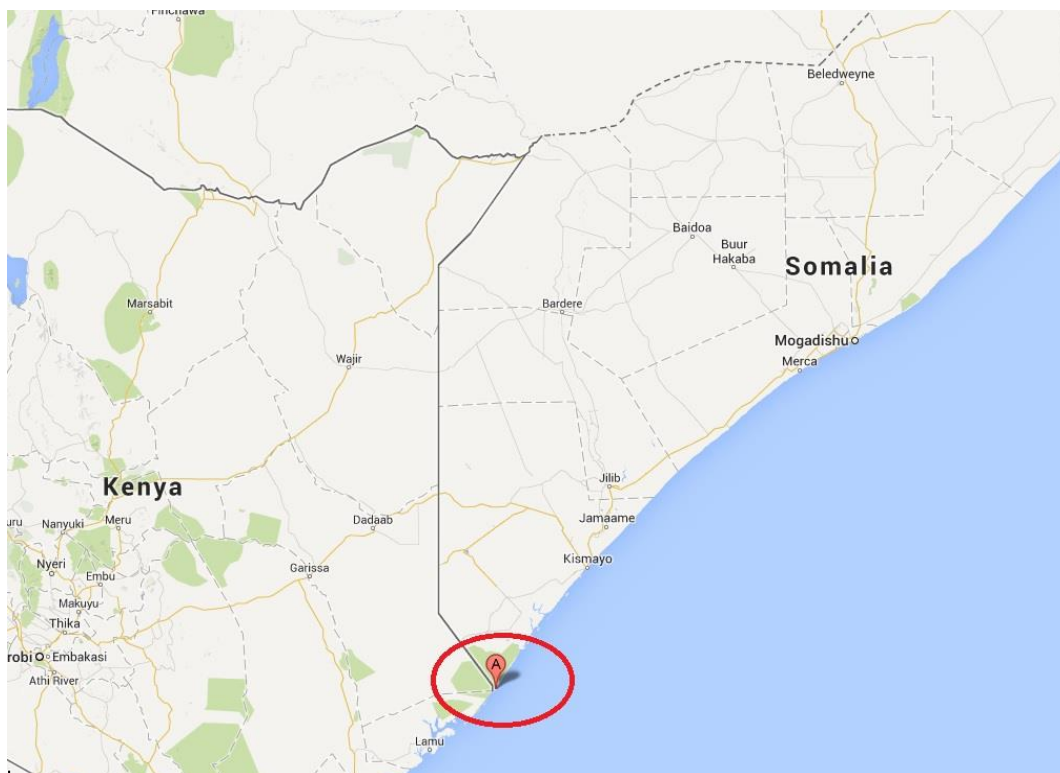 Beledweyne
Baidoa
Buur
Hakaba
Somalia
Marsabit
Bardere
Mogadishu
Merca
Wajir
Kenya
Jilib
Nanyuki
Meru
Dadaab
Jamaame
Kismayo
Nyeri
Embu
Garissa
Makuyu
Thika
robi
Embakasi
Athi River
A
Lamu